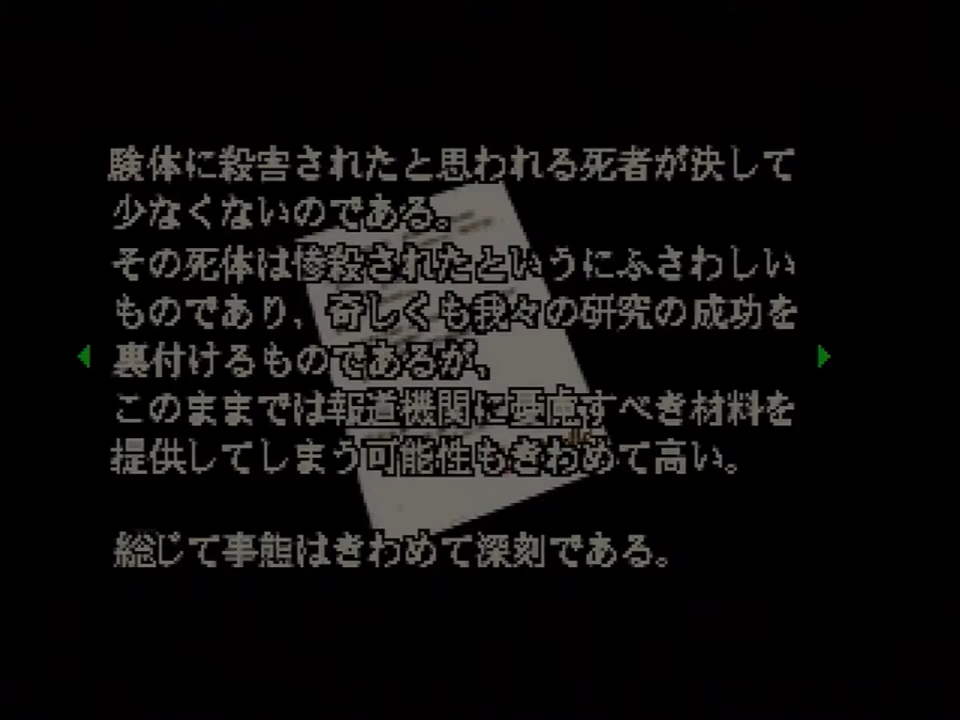 験体に殺害されたと思われる死者が決して
少なくないのである。
その死体は惨殺されたというにふさわしい
ものであり、奇しくも我々の研究の成功を
裏付けるものであるが、
このままでは報道機関に憂慮すべき材料を
提供してしまう可能性もきわめて高い。
総じて事態はきわめて深刻である。